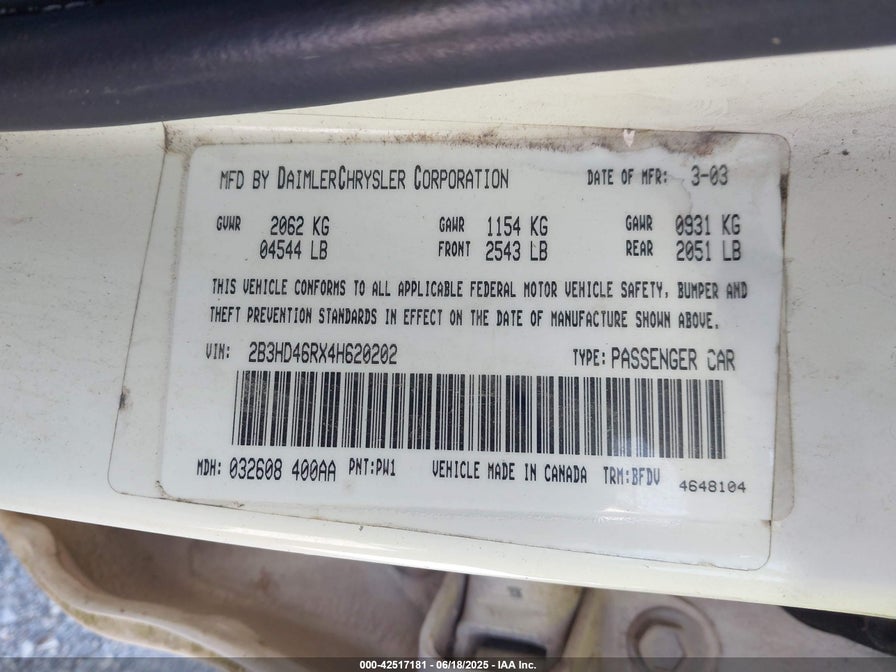 MFD BY DAIMLERCHRYSLER CORPORATION DATE OF MFR: 3-03
GVWR 2062 KG GAWR 1154 KG GAWR 0931 KG
04544 LB FRONT 2543 LB REAR 2051 LB
THIS VEHICLE CONFORMS TO ALL APPLICABLE FEDERAL MOTOR VEHICLE SAFETY, BUMPER AND
THEFT PREVENTION STANDARDS IN EFFECT ON THE DATE OF MANUFACTURE SHOWN ABOVE.
VIN: 2B3HD46RX4H620202 TYPE: PASSENGER CAR
MDH: 032608 400AA PNT:PW1 VEHICLE MADE IN CANADA TRM:BFDV
4648104
000-42517181 - 06/18/2025 - IAA Inc.